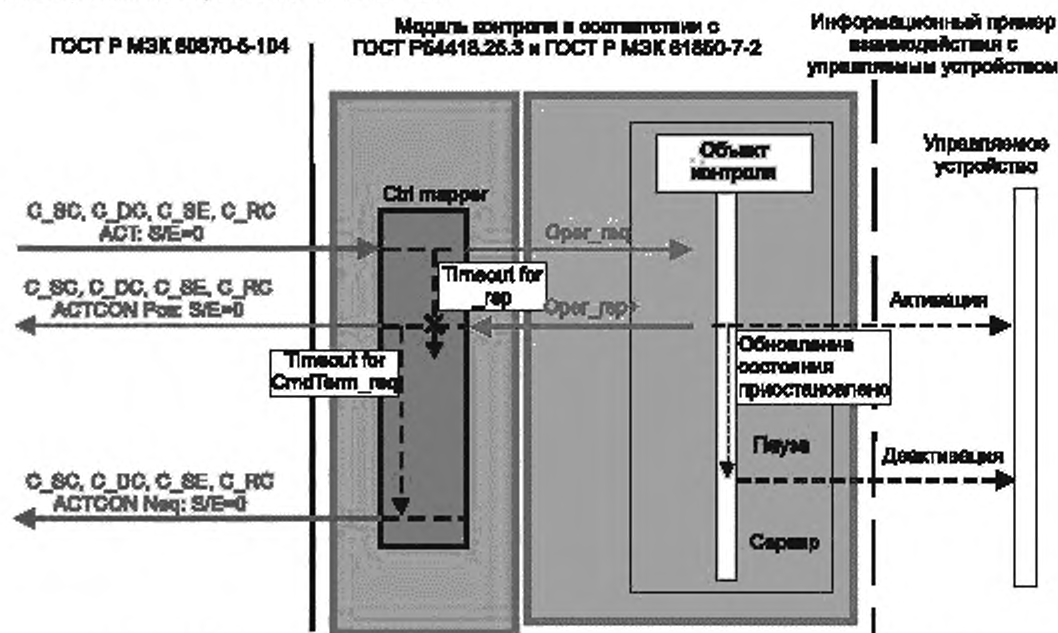 ГОСТ Р МЭК 60870-5-104
Модель контроля в соответствии с
ГОСТ Р54418.25.3 и ГОСТ Р МЭК 61850-7-2
Информационный пример
взаимодействия с
управляемым устройством
Управляемое
устройство
Объект
контроля
Ctrl mapper
C_SC, C_DC, C_SE, C_RC
ACT: S/E=0
Oper_req
Timeout for
_rsp
C_SC, C_DC, C_SE, C_RC
ACTCON Pos: S/E=0
Oper_rsp+
Активация
Timeout for
CmdTerm_req
Обновление
состояния
приостановлено
Пауза
Деактивация
C_SC, C_DC, C_SE, C_RC
ACTCON Neq: S/E=0
Сервер